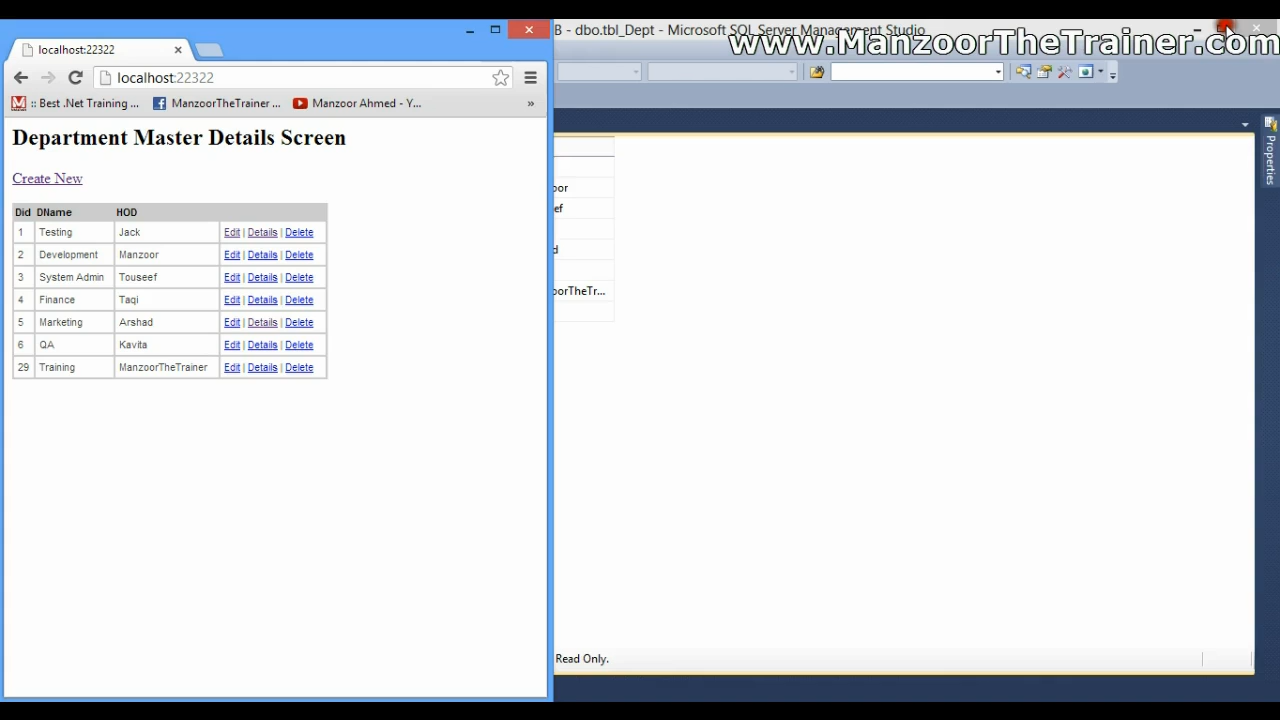 B - dbo.tbl_Dept - Microsoft SQL Server Management Studio
www.ManzoorTheTrainer.com
localhost:22322
localhost:22322
:: Best .Net Training ... ManzoorTheTrainer ... Manzoor Ahmed - Y... »
Department Master Details Screen
Create New
Did DName HOD
1 Testing Jack Edit | Details | Delete
2 Development Manzoor Edit | Details | Delete
3 System Admin Touseef Edit | Details | Delete
4 Finance Taqi Edit | Details | Delete
5 Marketing Arshad Edit | Details | Delete
6 QA Kavita Edit | Details | Delete
29 Training ManzoorTheTrainer Edit | Details | Delete
oor
ef
d
oorTheTr...
Read Only.
Properties